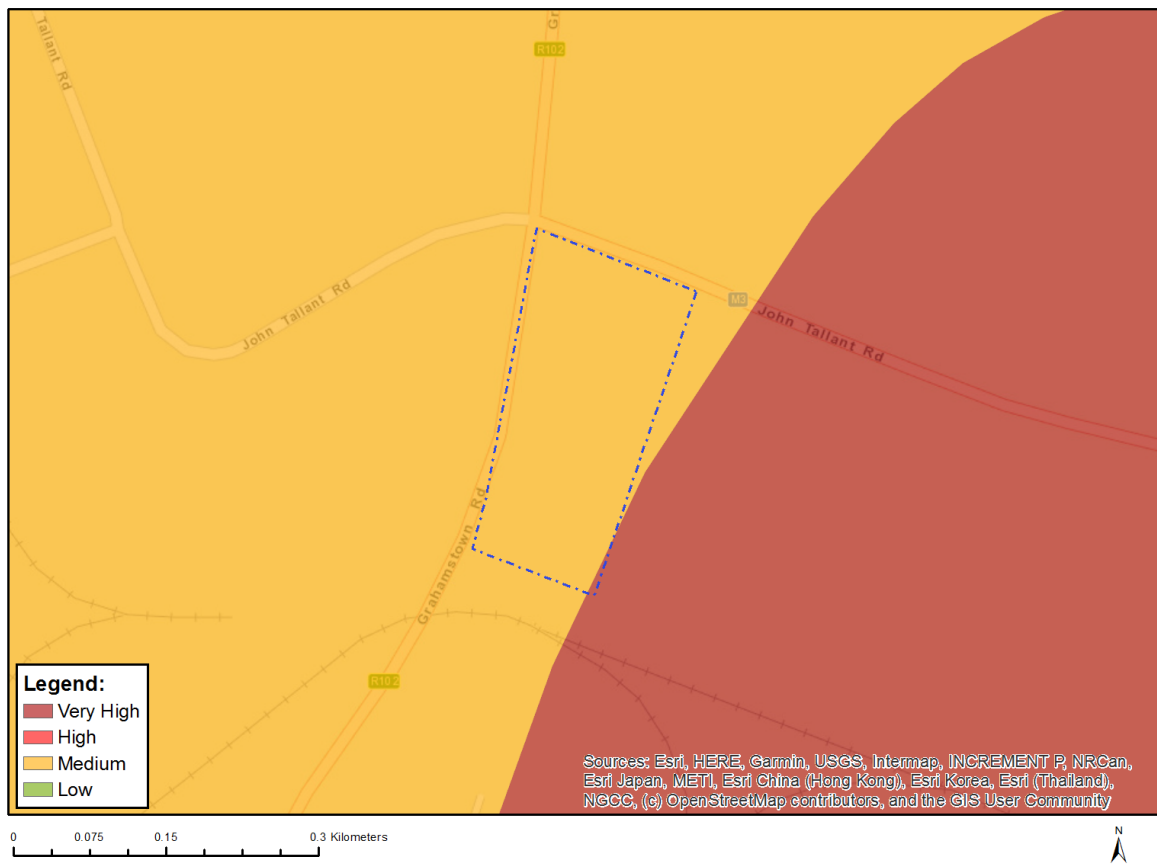 Tallant Rd
Gr
R102
John Tallant Rd
M3
John Tallant Rd
Grahamstown Rd
R102
Legend:
Very High
High
Medium
Low
Sources: Esri, HERE, Garmin, USGS, Intermap, INCREMENT P, NRCan,
Esri Japan, METI, Esri China (Hong Kong), Esri Korea, Esri (Thailand),
NGCC, (c) OpenStreetMap contributors, and the GIS User Community
0 0.075 0.15 0.3 Kilometers
N